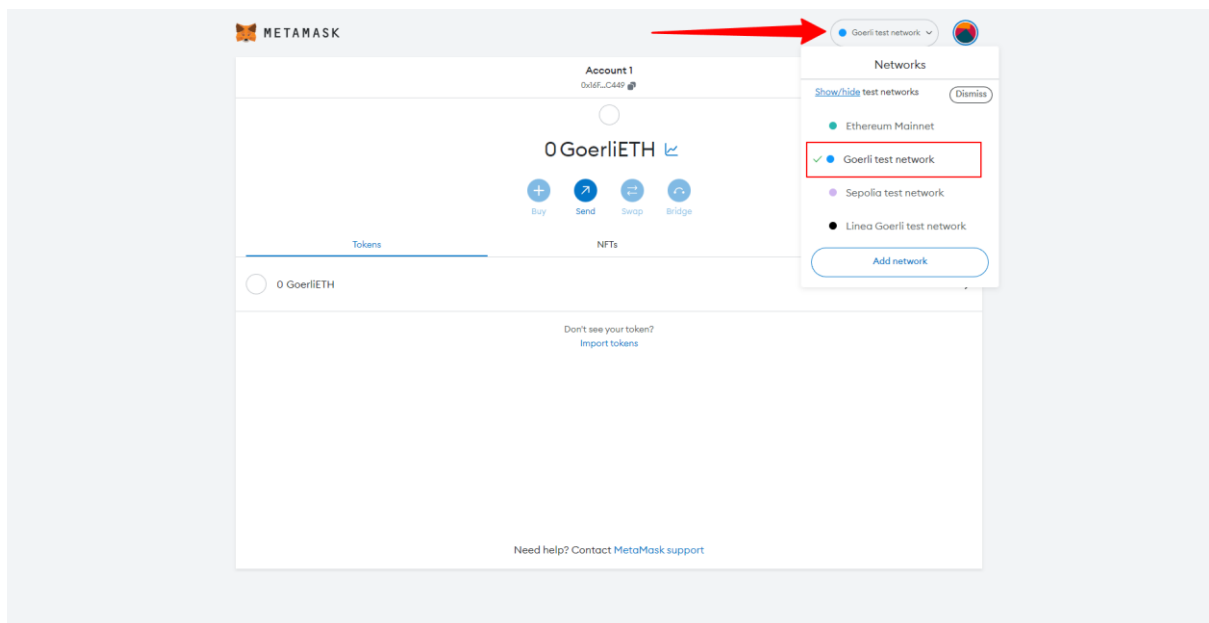 METAMASK
Goerli test network
Account 1
0x16F...C449
0 GoerliETH
Buy
Send
Swap
Bridge
Tokens
NFTs
0 GoerliETH
Don't see your token?
Import tokens
Need help? Contact MetaMask support
Networks
Show/hide test networks
Dismiss
Ethereum Mainnet
Goerli test network
Sepolia test network
Linea Goerli test network
Add network